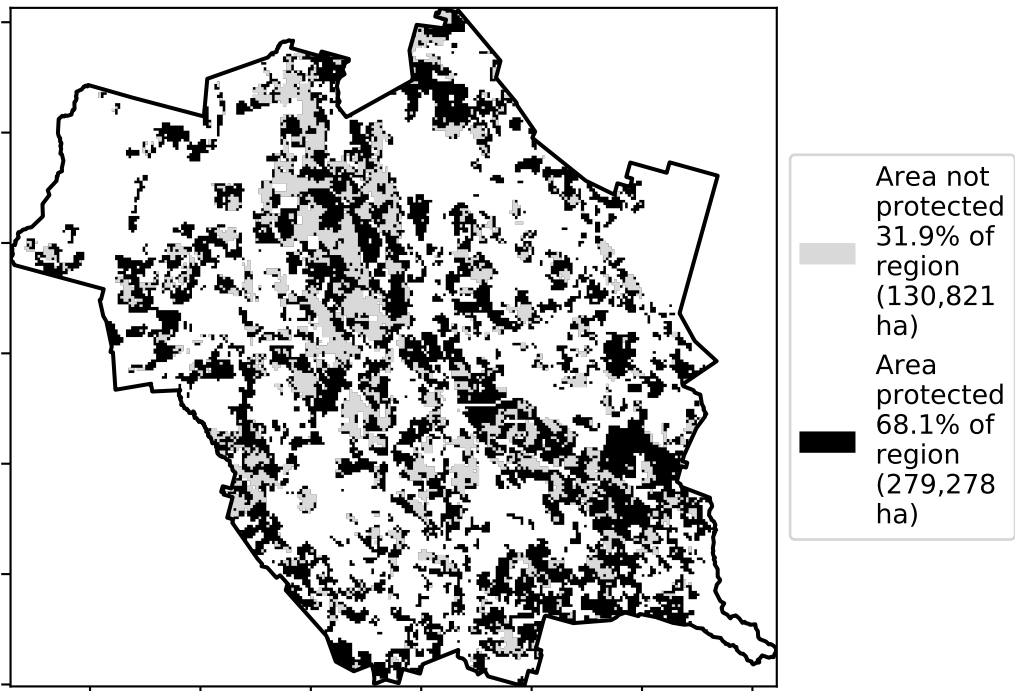 Area not
protected
31.9% of
region
(130,821
ha)
Area
protected
68.1% of
region
(279,278
ha)